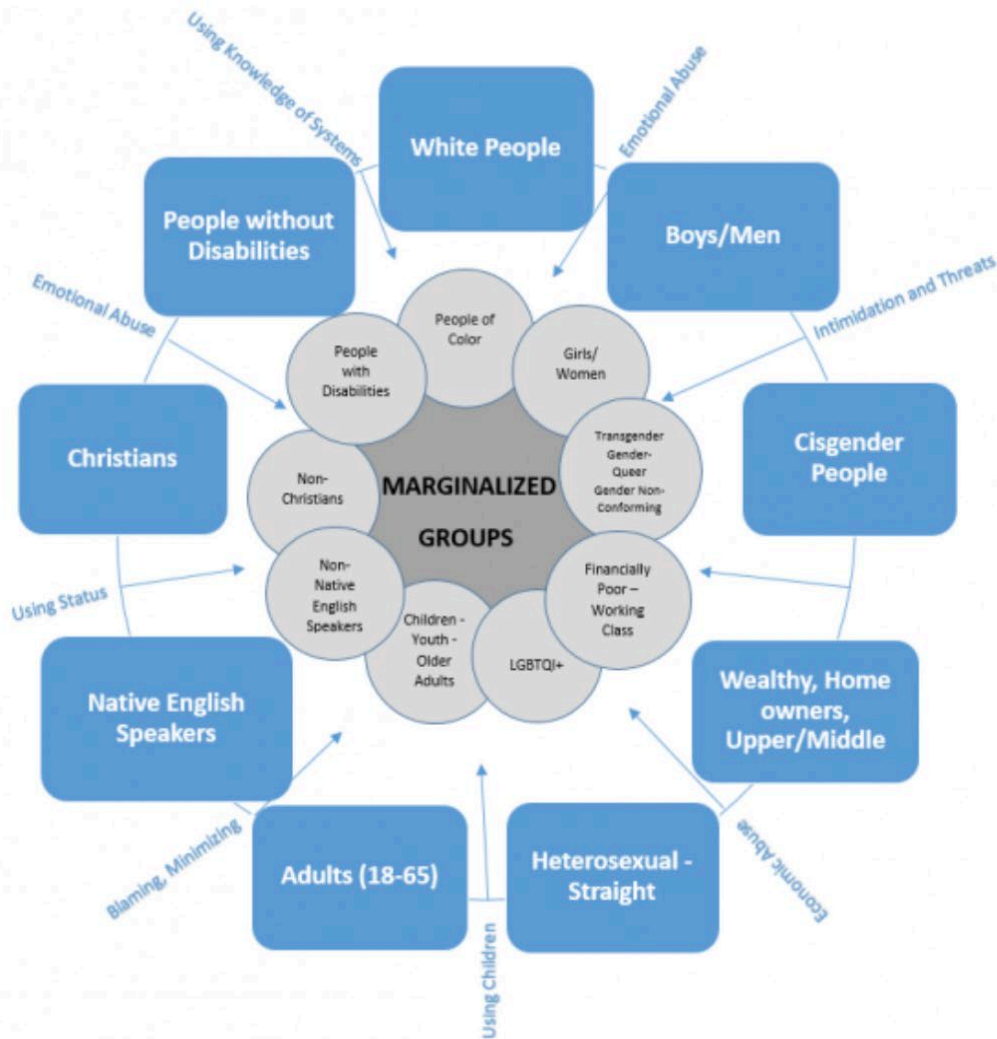 Using Knowledge of Systems
Emotional Abuse
White People
People without
Disabilities
Boys/Men
Emotional Abuse
Intimidation and Threats
People of
Color
People
with
Disabilities
Girls/
Women
Christians
Cisgender
People
Non-
Christians
MARGINALIZED
GROUPS
Transgender
Gender-
Queer
Gender Non-
Conforming
Non-
Native
English
Speakers
Financially
Poor –
Working
Class
Children -
Youth -
Older
Adults
LGBTQI+
Using Status
Native English
Speakers
Wealthy, Home
owners,
Upper/Middle
Blaming, Minimizing
Adults (18-65)
Heterosexual -
Straight
Economic Abuse
Using Children